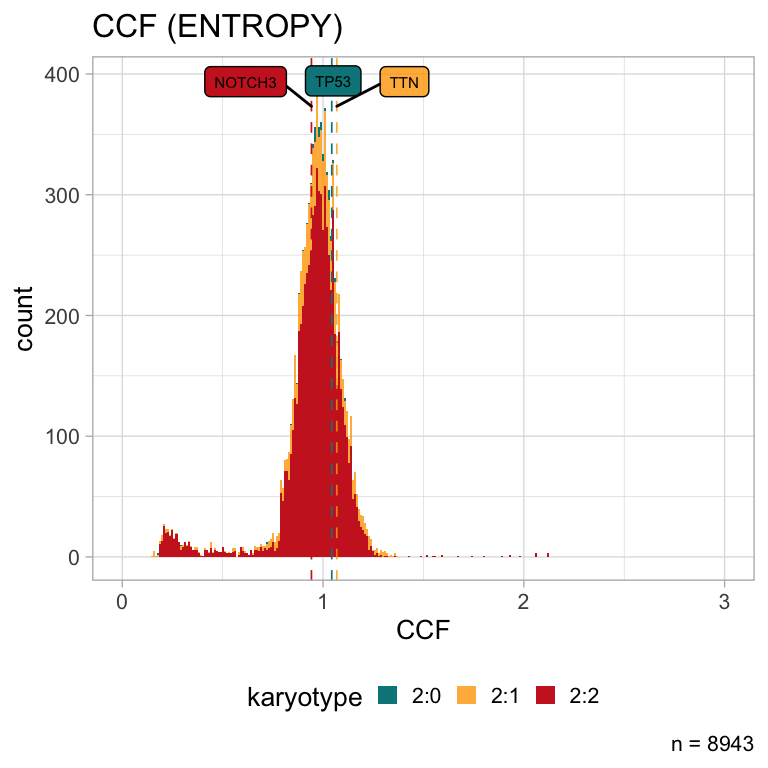 CCF (ENTROPY)
NOTCH3 TP53 TTN
400
300
200
100
0
count
0 1 2 3
CCF
karyotype 2:0 2:1 2:2
n = 8943